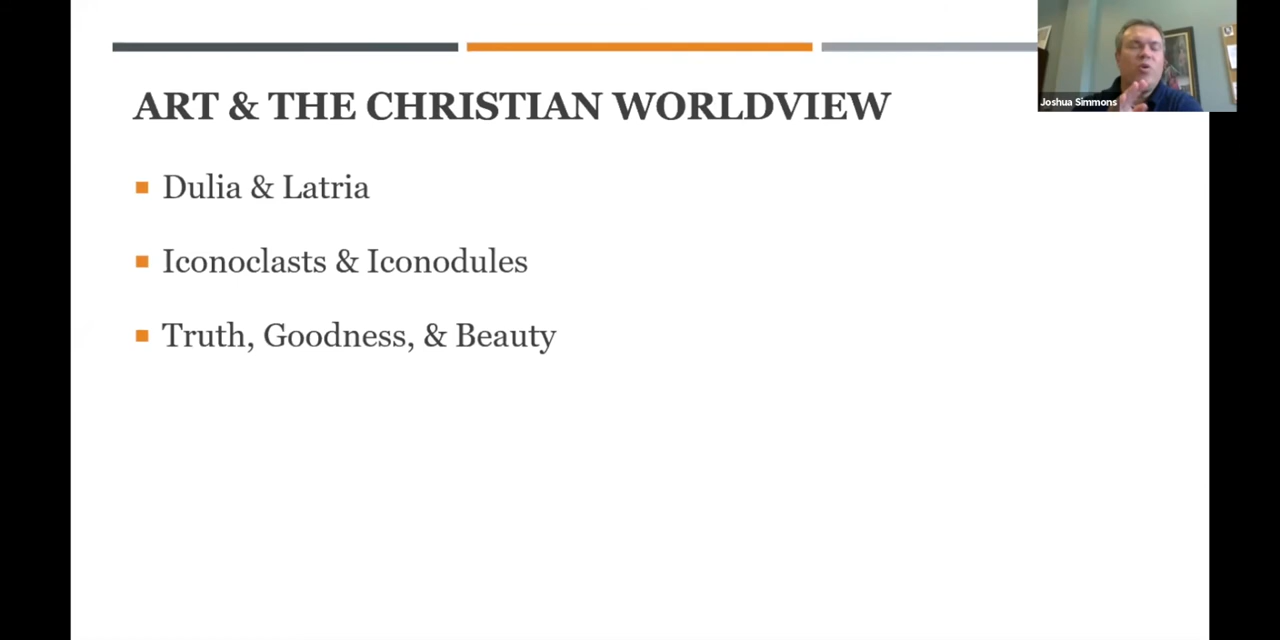 ART & THE CHRISTIAN WORLDVIEW
Joshua Simmons
Dulia & Latria
Iconoclasts & Iconodules
Truth, Goodness, & Beauty